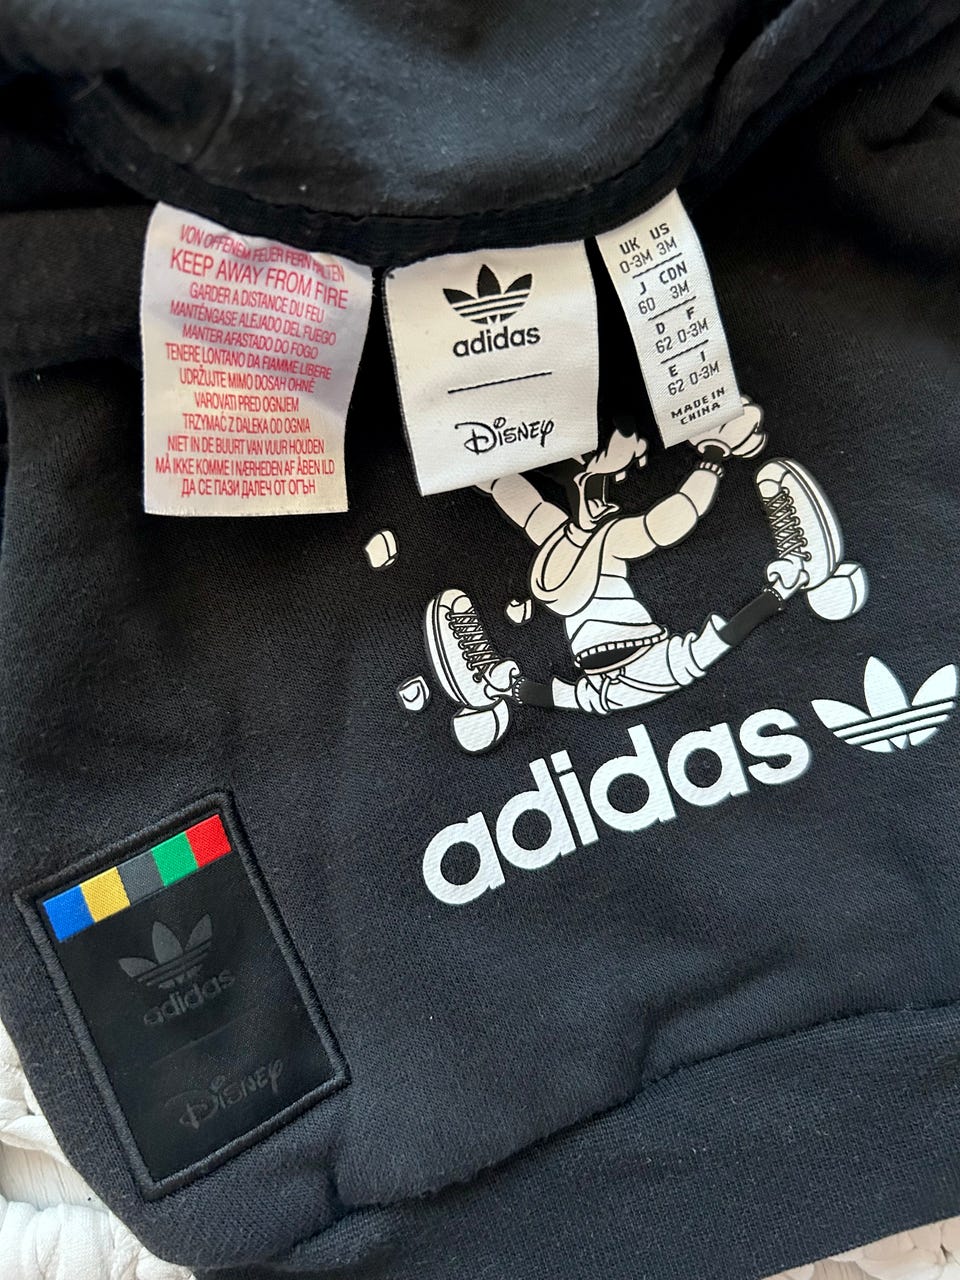 VON OFFENEM FEUER FERN HALTEN
KEEP AWAY FROM FIRE
GARDER A DISTANCE DU FEU
MANTÉNGASE ALEJADO DEL FUEGO
MANTER AFASTADO DO FOGO
TENERE LONTANO DA FIAMME LIBERE
UDRŽUJTE MIMO DOSAH OHNĚ
VAROVATI PRED OGNJEM
TRZYMAĆ Z DALEKA OD OGNIA
NIET IN DE BUURT VAN VUUR HOUDEN
MÅ IKKE KOMME I NÆRHEDEN AF ÅBEN ILD
ДА СЕ ПАЗИ ДАЛЕЧ ОТ ОГЪН
adidas
Disney
UK US
0-3M 3M
J CDN
60 3M
D F
62 0-3M
E I
62 0-3M
MADE IN
CHINA
adidas
adidas
Disney